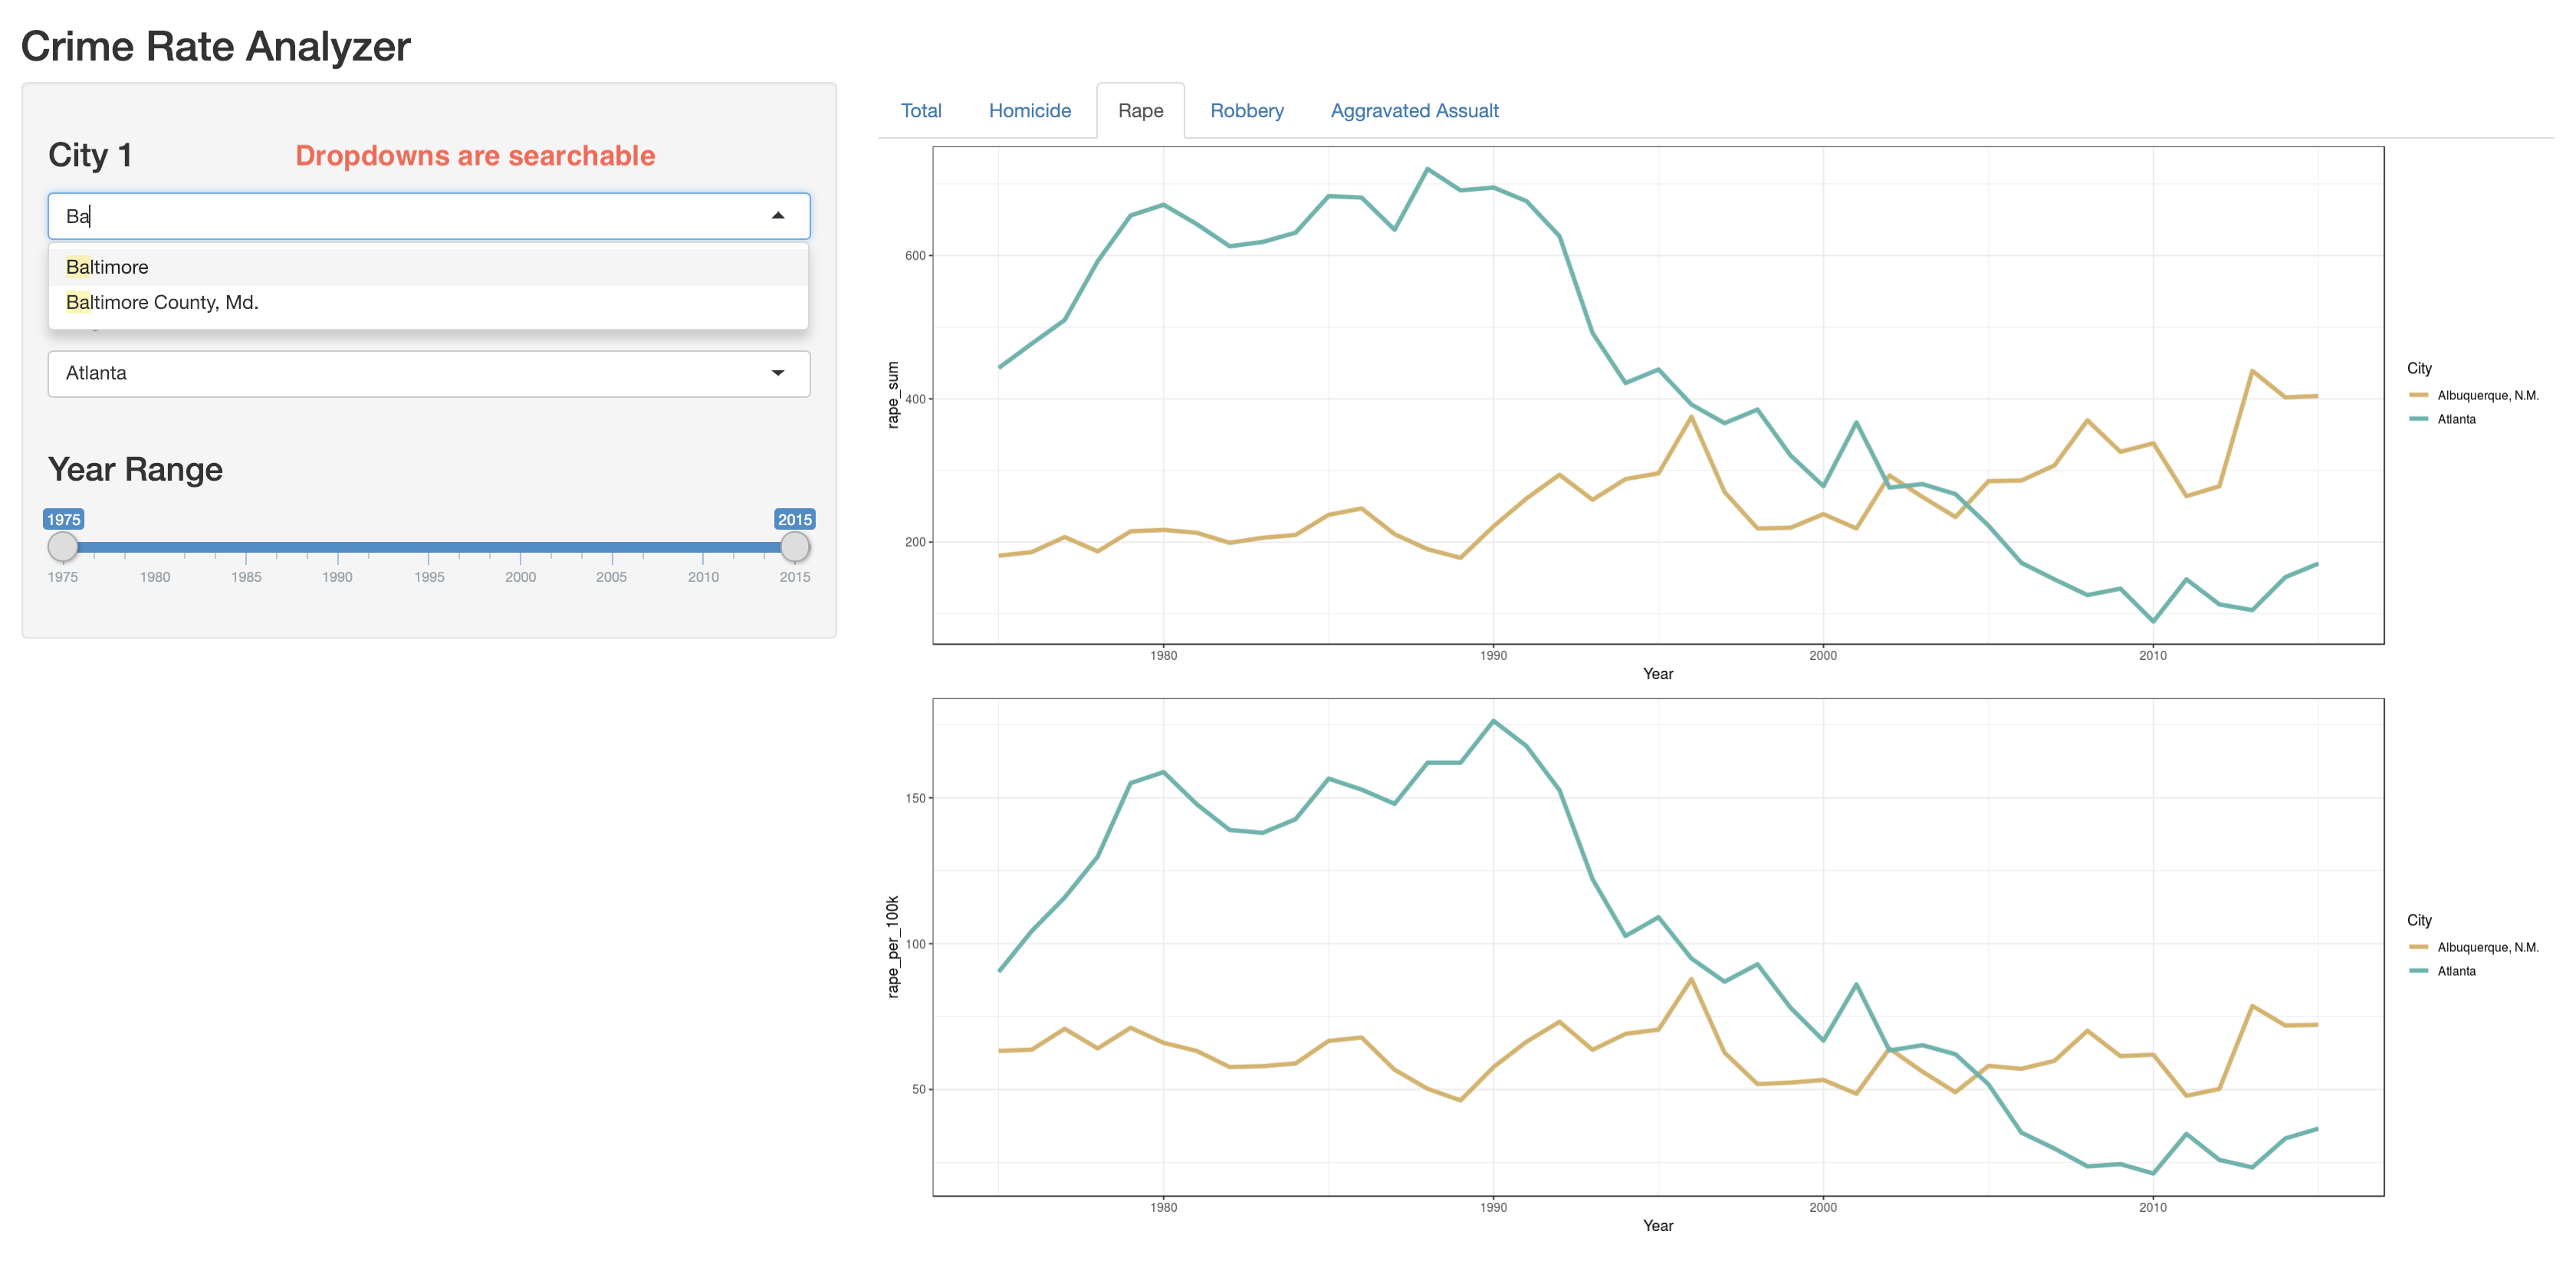 Crime Rate Analyzer
City 1
Dropdowns are searchable
Ba
Baltimore
Baltimore County, Md.
Atlanta
Year Range
1975 2015
1975 1980 1985 1990 1995 2000 2005 2010 2015
Total Homicide Rape Robbery Aggravated Assualt
rape_sum
600
400
200
1980 1990 2000 2010
Year
City
Albuquerque, N.M.
Atlanta
rape_per_100k
150
100
50
1980 1990 2000 2010
Year
City
Albuquerque, N.M.
Atlanta